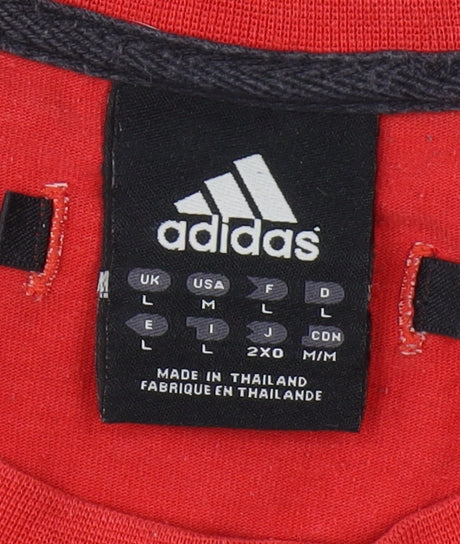 adidas
UK USA F D
L M L L
E I J CDN
L L 2XO M/M
MADE IN THAILAND
FABRIQUE EN THAILANDE